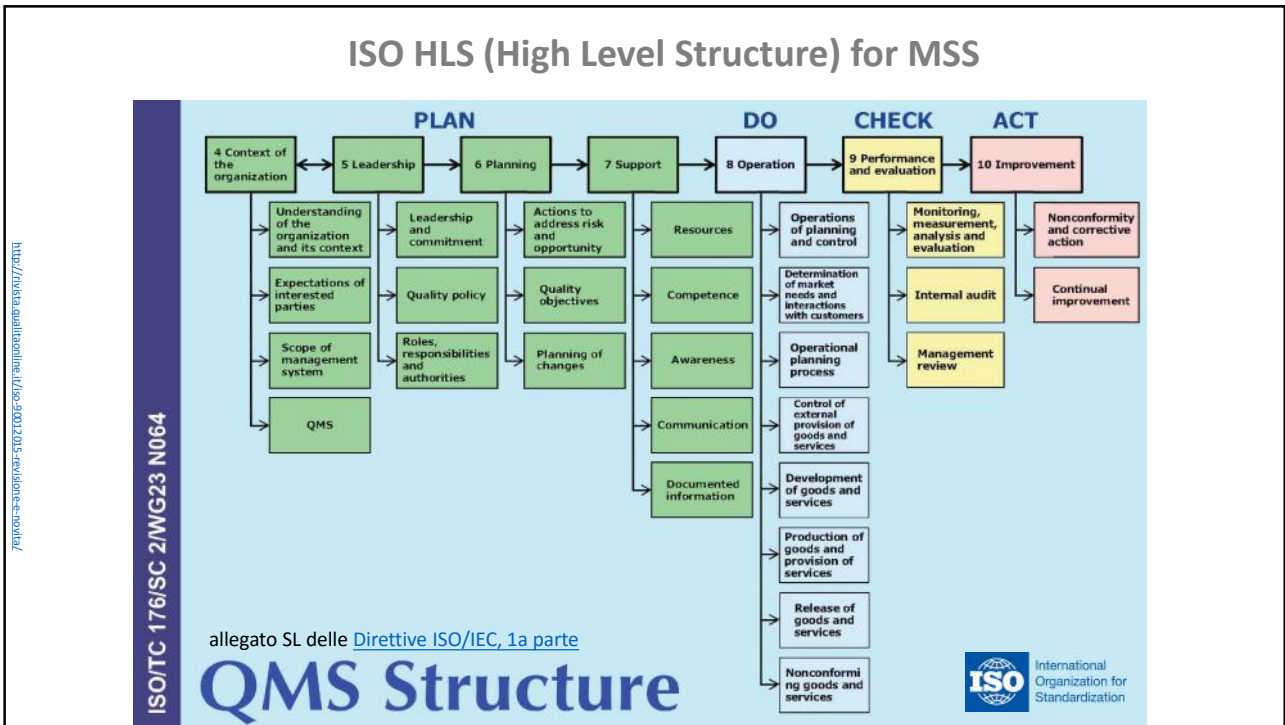 ISO HLS (High Level Structure) for MSS
http://rivista.qualitaonline.it/iso-90012015-revisione-e-novita/
ISO/TC 176/SC 2/WG23 N064
PLAN
DO
CHECK
ACT
4 Context of
the
organization
5 Leadership
6 Planning
7 Support
8 Operation
9 Performance
and evaluation
10 Improvement
Understanding
of the
organization
and its context
Expectations of
interested
parties
Scope of
management
system
QMS
Leadership
and
commitment
Quality policy
Roles,
responsibilities
and
authorities
Actions to
address risk
and
opportunity
Quality
objectives
Planning of
changes
Resources
Competence
Awareness
Communication
Documented
information
Operations
of planning
and control
Determination
of market
needs and
interactions
with customers
Operational
planning
process
Control of
external
provision of
goods and
services
Development
of goods and
services
Production of
goods and
provision of
services
Release of
goods and
services
Nonconformi
ng goods and
services
Monitoring,
measurement,
analysis and
evaluation
Internal audit
Management
review
Nonconformity
and corrective
action
Continual
improvement
allegato SL delle Direttive ISO/IEC, 1a parte
QMS Structure
ISO
International
Organization for
Standardization